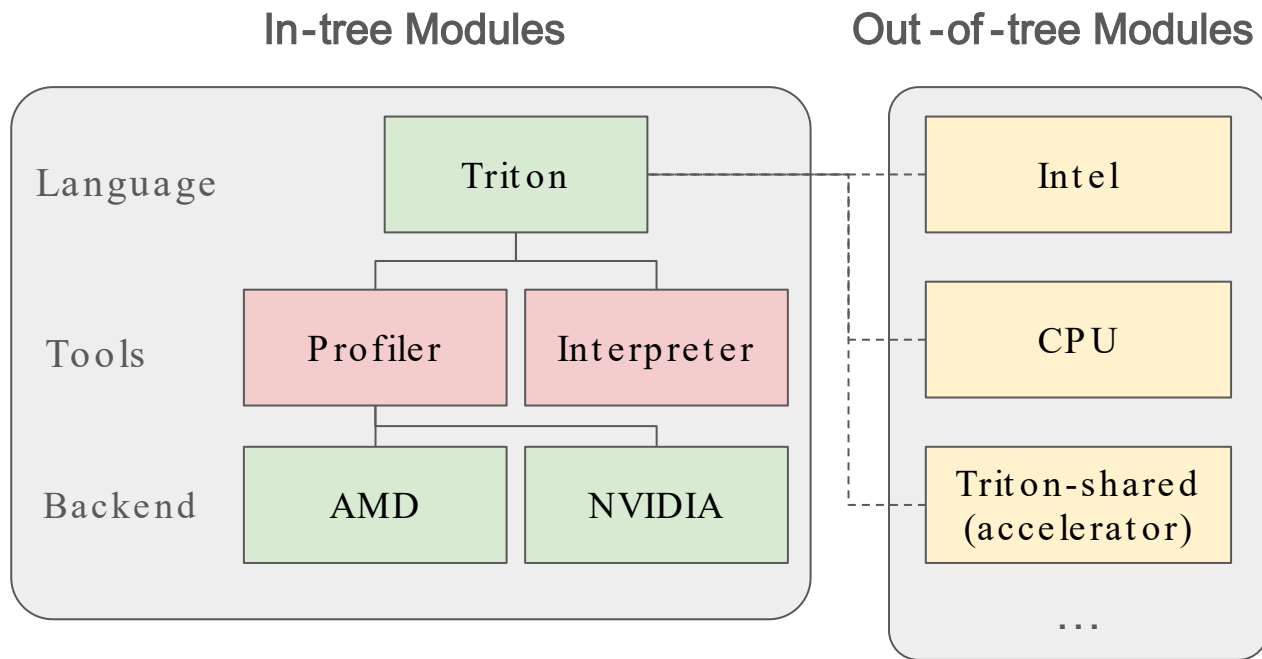 In-tree Modules
Out-of-tree Modules
Language
Triton
Intel
Tools
Profiler
Interpreter
CPU
Backend
AMD
NVIDIA
Triton-shared
(accelerator)
...